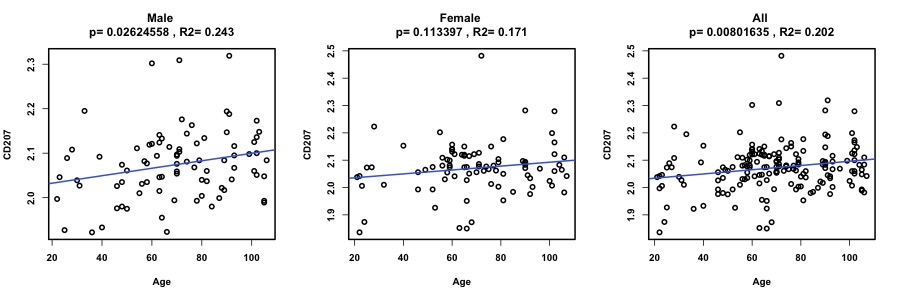 Male
p= 0.02624558 , R2= 0.243
CD207
2.3
2.2
2.1
2.0
20 40 60 80 100
Age
Female
p= 0.113397 , R2= 0.171
CD207
2.5
2.4
2.3
2.2
2.1
2.0
1.9
20 40 60 80 100
Age
All
p= 0.00801635 , R2= 0.202
CD207
2.5
2.4
2.3
2.2
2.1
2.0
1.9
20 40 60 80 100
Age